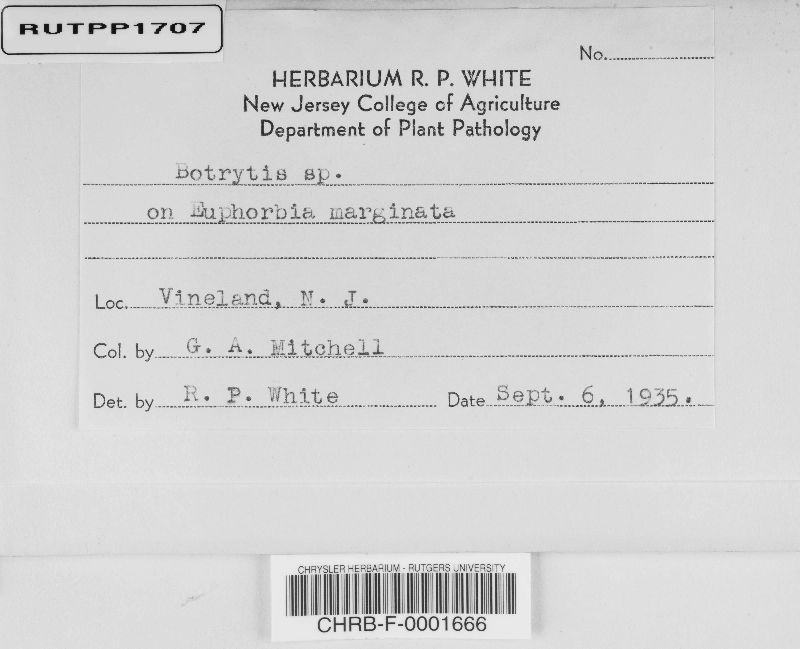 RUTPP1707
No.
HERBARIUM R. P. WHITE
New Jersey College of Agriculture
Department of Plant Pathology
Botrytis sp.
on Euphorbia marginata
Loc. Vineland, N. J.
Col. by G. A. Mitchell
Det. by R. P. White Date Sept. 6, 1935.
CHRYSLER HERBARIUM - RUTGERS UNIVERSITY
CHRB-F-0001666